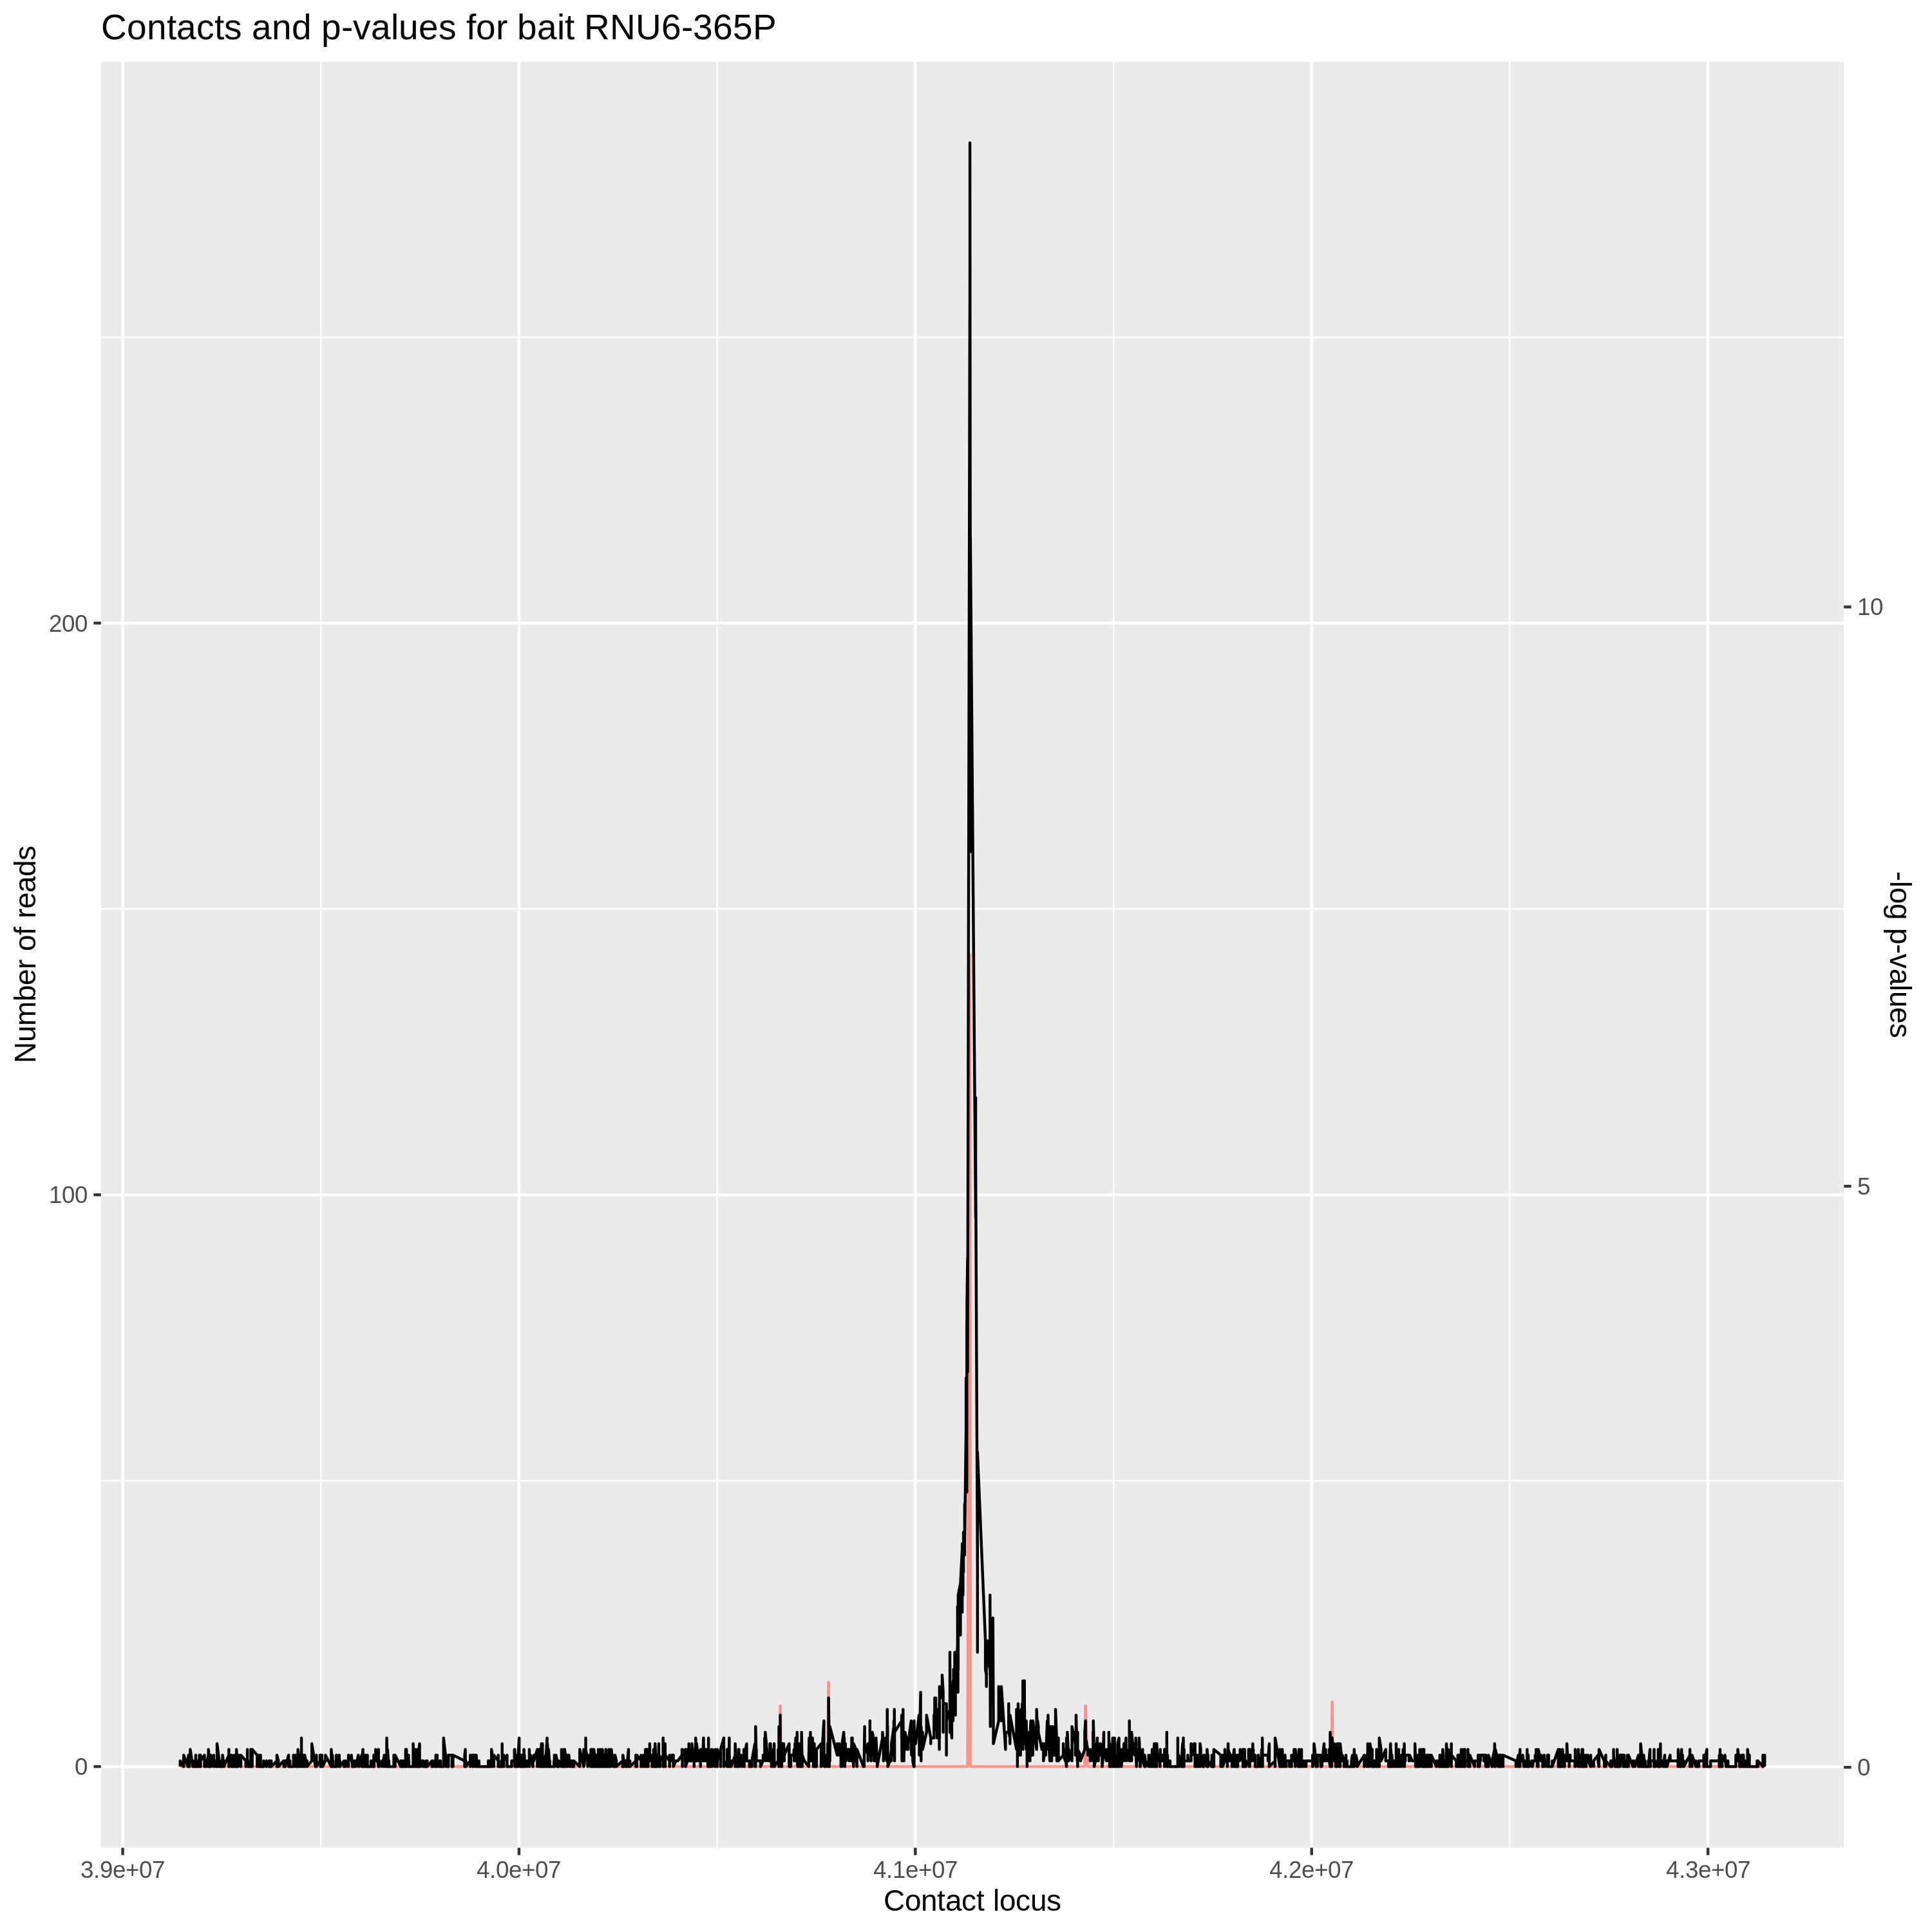 Contacts and p-values for bait RNU6-365P
Number of reads
200
100
0
10
5
0
-log p-values
3.9e+07
4.0e+07
4.1e+07
4.2e+07
4.3e+07
Contact locus